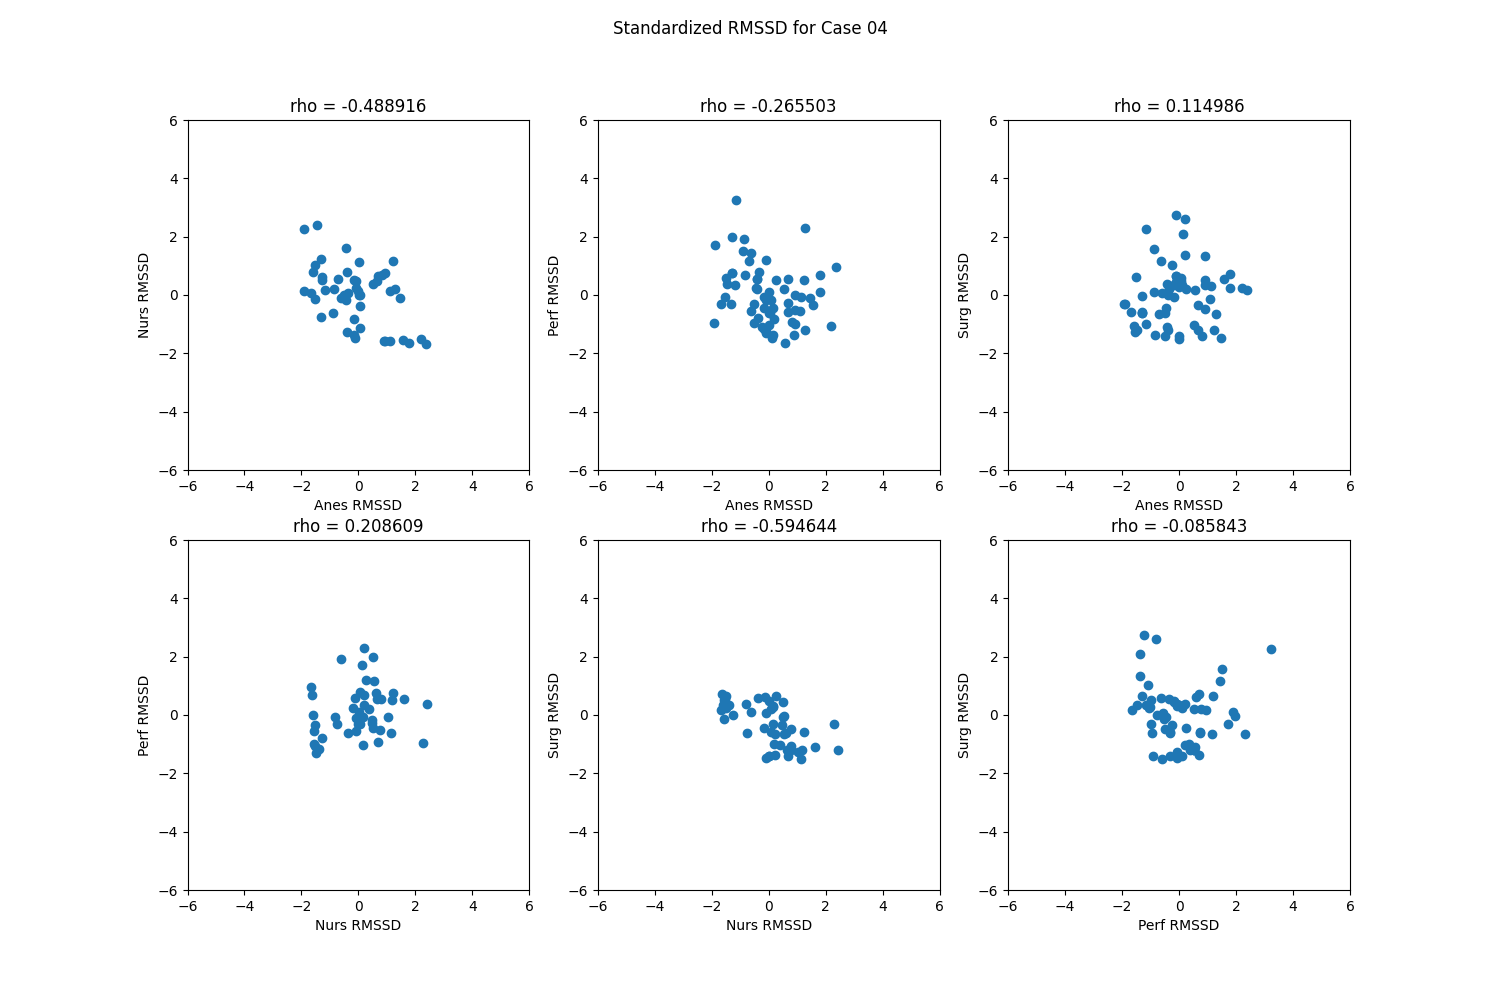 Standardized RMSSD for Case 04
rho = -0.488916
rho = -0.265503
rho = 0.114986
6
4
2
0
−2
−4
−6
Nurs RMSSD
−6 −4 −2 0 2 4 6
Anes RMSSD
6
4
2
0
−2
−4
−6
Perf RMSSD
−6 −4 −2 0 2 4 6
Anes RMSSD
6
4
2
0
−2
−4
−6
Surg RMSSD
−6 −4 −2 0 2 4 6
Anes RMSSD
rho = 0.208609
rho = -0.594644
rho = -0.085843
6
4
2
0
−2
−4
−6
Perf RMSSD
−6 −4 −2 0 2 4 6
Nurs RMSSD
6
4
2
0
−2
−4
−6
Surg RMSSD
−6 −4 −2 0 2 4 6
Nurs RMSSD
6
4
2
0
−2
−4
−6
Surg RMSSD
−6 −4 −2 0 2 4 6
Perf RMSSD